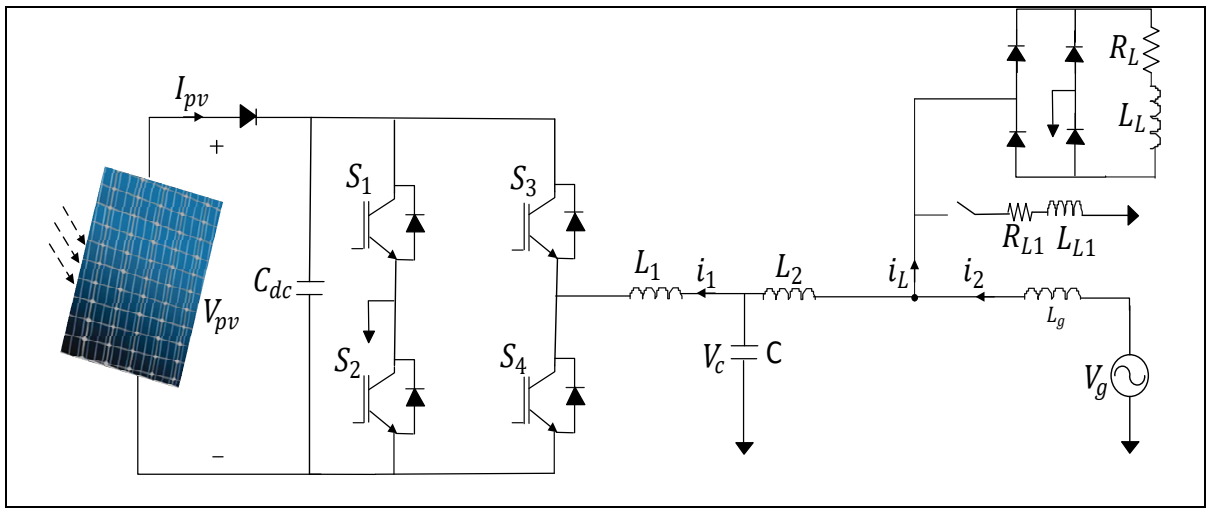 I_pv
+
V_pv
−
C_dc
S_1
S_2
S_3
S_4
L_1
i_1
V_c
C
L_2
i_L
i_2
L_g
V_g
R_L
L_L
R_L1
L_L1